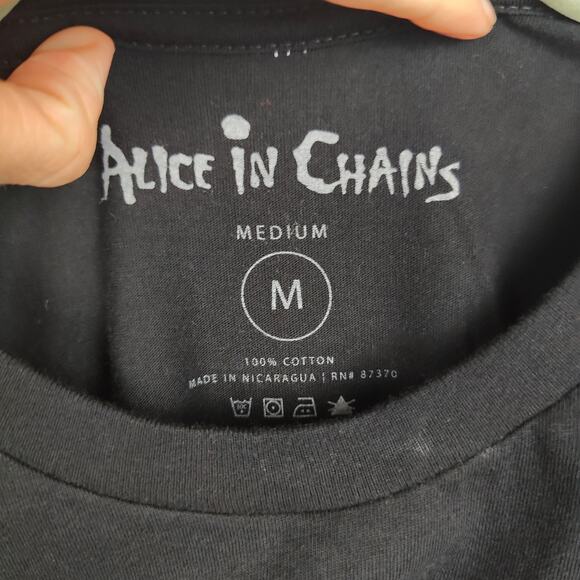 ALICE IN CHAINS
MEDIUM
M
100% COTTON
MADE IN NICARAGUA | RN# 87370